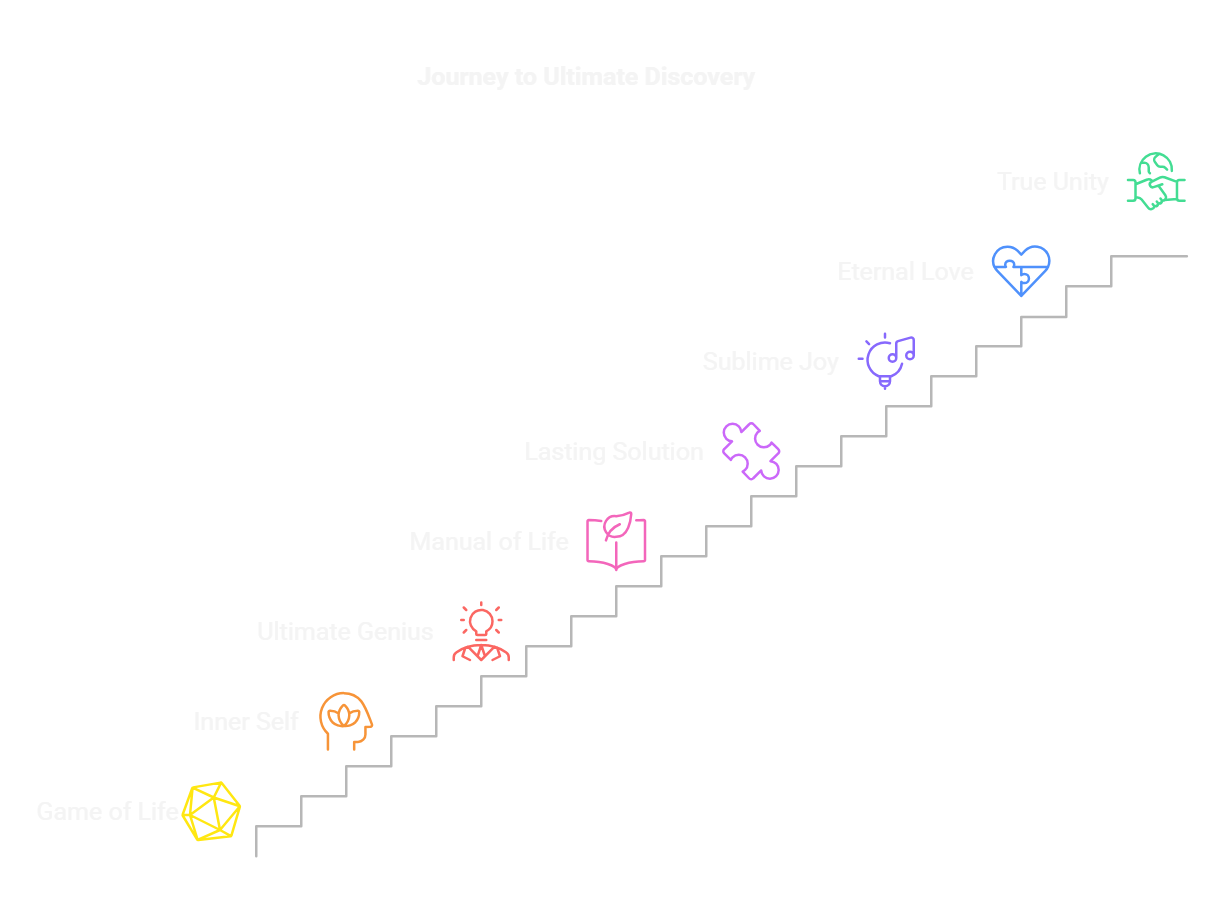 Journey to Ultimate Discovery
True Unity
Eternal Love
Sublime Joy
Lasting Solution
Manual of Life
Ultimate Genius
Inner Self
Game of Life